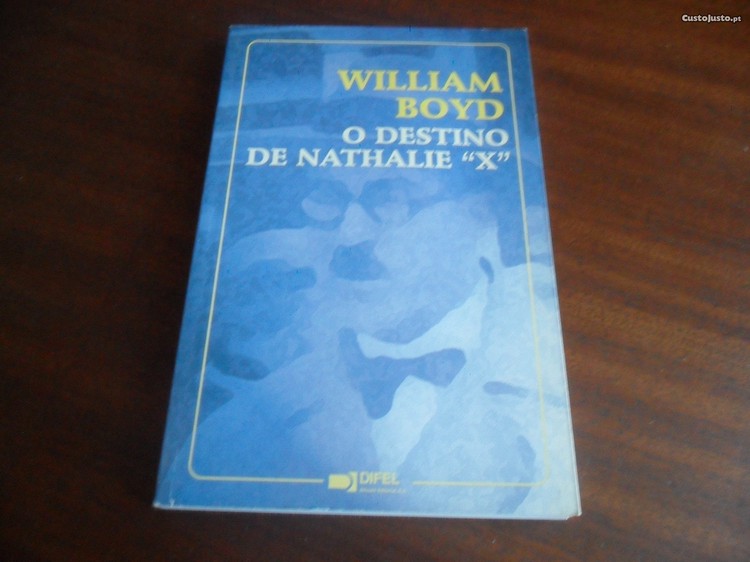 CustoJusto.pt
WILLIAM
BOYD
O DESTINO
DE NATHALIE “X”
DIFEL